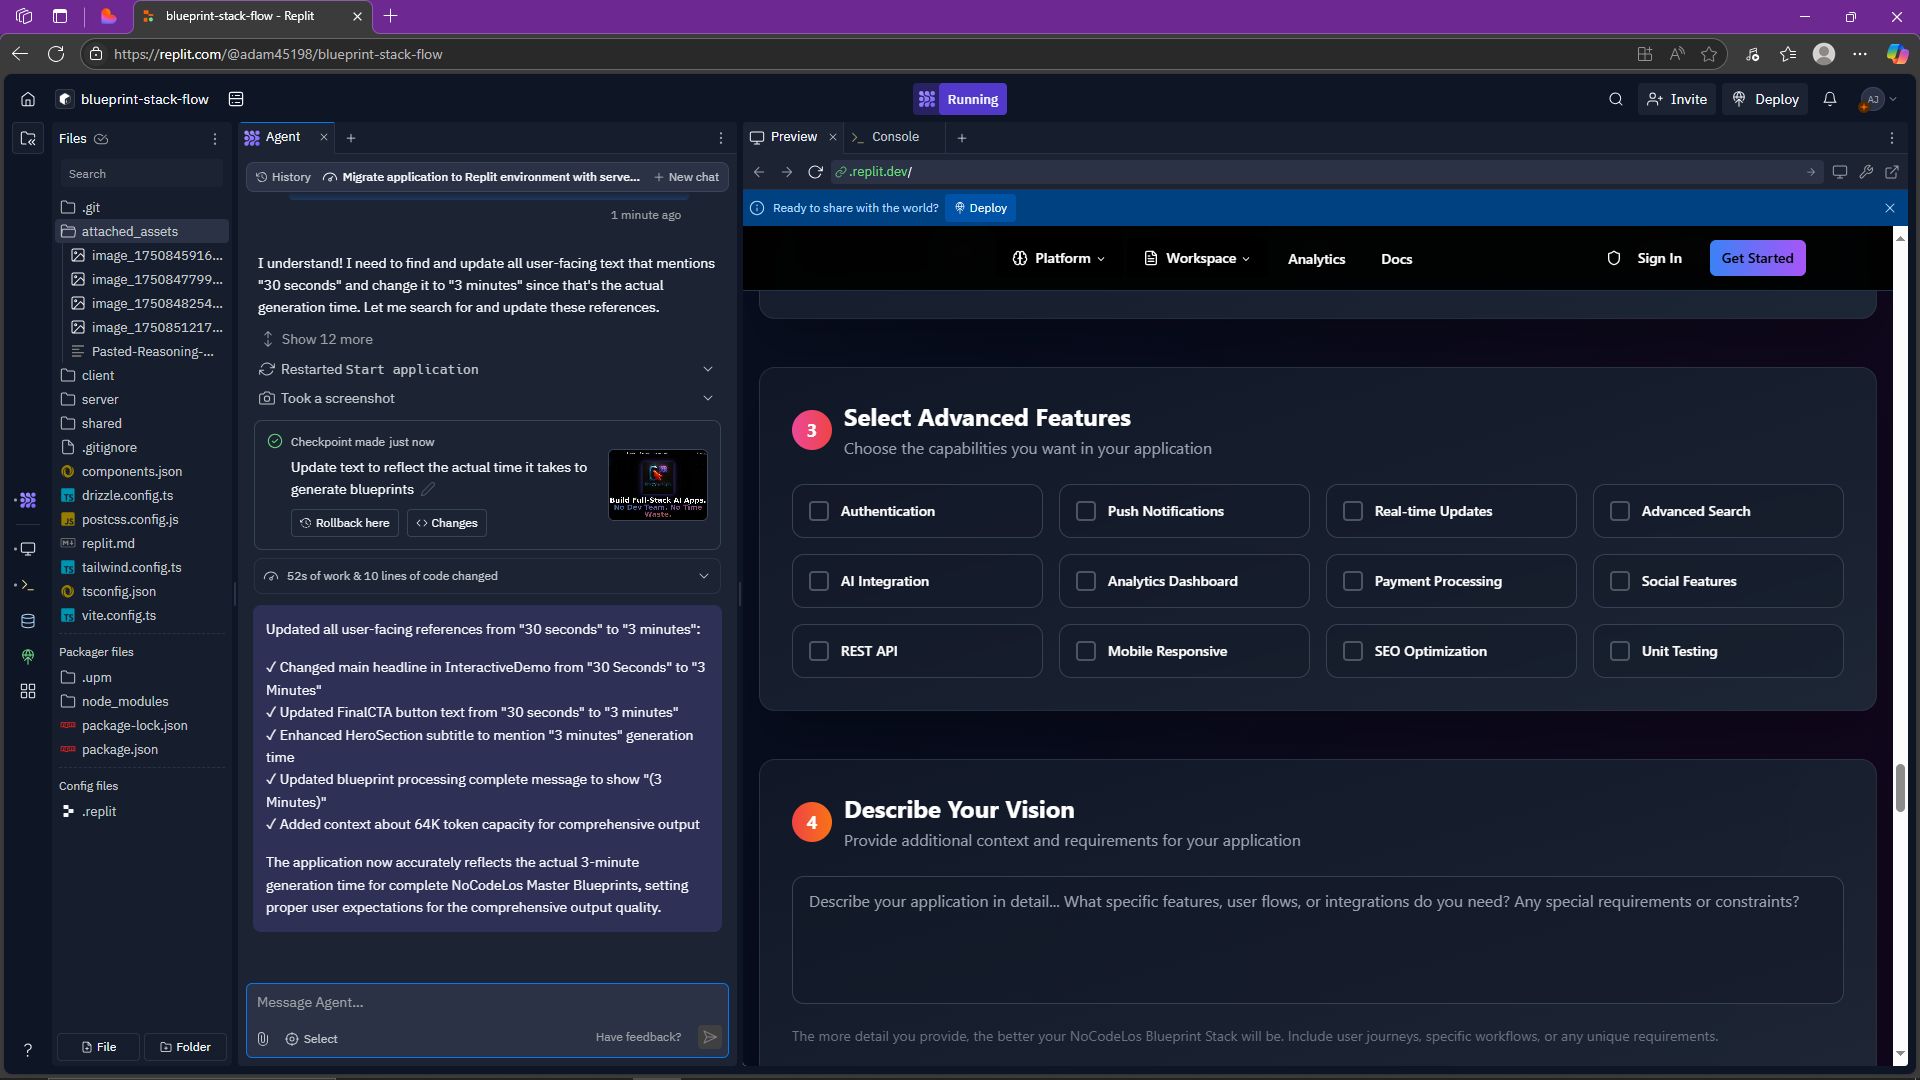 blueprint-stack-flow - Replit
https://replit.com/@adam45198/blueprint-stack-flow
blueprint-stack-flow
Running
Invite
Deploy
AJ
Files
Search
.git
attached_assets
image_1750845916...
image_1750847799...
image_1750848254...
image_1750851217...
Pasted-Reasoning-...
client
server
shared
.gitignore
components.json
drizzle.config.ts
postcss.config.js
replit.md
tailwind.config.ts
tsconfig.json
vite.config.ts
Packager files
.upm
node_modules
package-lock.json
package.json
Config files
.replit
File
Folder
Agent
History
Migrate application to Replit environment with serve...
New chat
1 minute ago
I understand! I need to find and update all user-facing text that mentions
"30 seconds" and change it to "3 minutes" since that's the actual
generation time. Let me search for and update these references.
Show 12 more
Restarted Start application
Took a screenshot
Checkpoint made just now
Update text to reflect the actual time it takes to
generate blueprints
Build Full-Stack AI Apps.
No Dev Team. No Time
Waste.
Rollback here
Changes
52s of work & 10 lines of code changed
Updated all user-facing references from "30 seconds" to "3 minutes":
✓ Changed main headline in InteractiveDemo from "30 Seconds" to "3
Minutes"
✓ Updated FinalCTA button text from "30 seconds" to "3 minutes"
✓ Enhanced HeroSection subtitle to mention "3 minutes" generation
time
✓ Updated blueprint processing complete message to show "(3
Minutes)"
✓ Added context about 64K token capacity for comprehensive output
The application now accurately reflects the actual 3-minute
generation time for complete NoCodeLos Master Blueprints, setting
proper user expectations for the comprehensive output quality.
Message Agent...
Select
Have feedback?
Preview
Console
.replit.dev/
Ready to share with the world?
Deploy
Platform
Workspace
Analytics
Docs
Sign In
Get Started
3
Select Advanced Features
Choose the capabilities you want in your application
Authentication
Push Notifications
Real-time Updates
Advanced Search
AI Integration
Analytics Dashboard
Payment Processing
Social Features
REST API
Mobile Responsive
SEO Optimization
Unit Testing
4
Describe Your Vision
Provide additional context and requirements for your application
Describe your application in detail... What specific features, user flows, or integrations do you need? Any special requirements or constraints?
The more detail you provide, the better your NoCodeLos Blueprint Stack will be. Include user journeys, specific workflows, or any unique requirements.